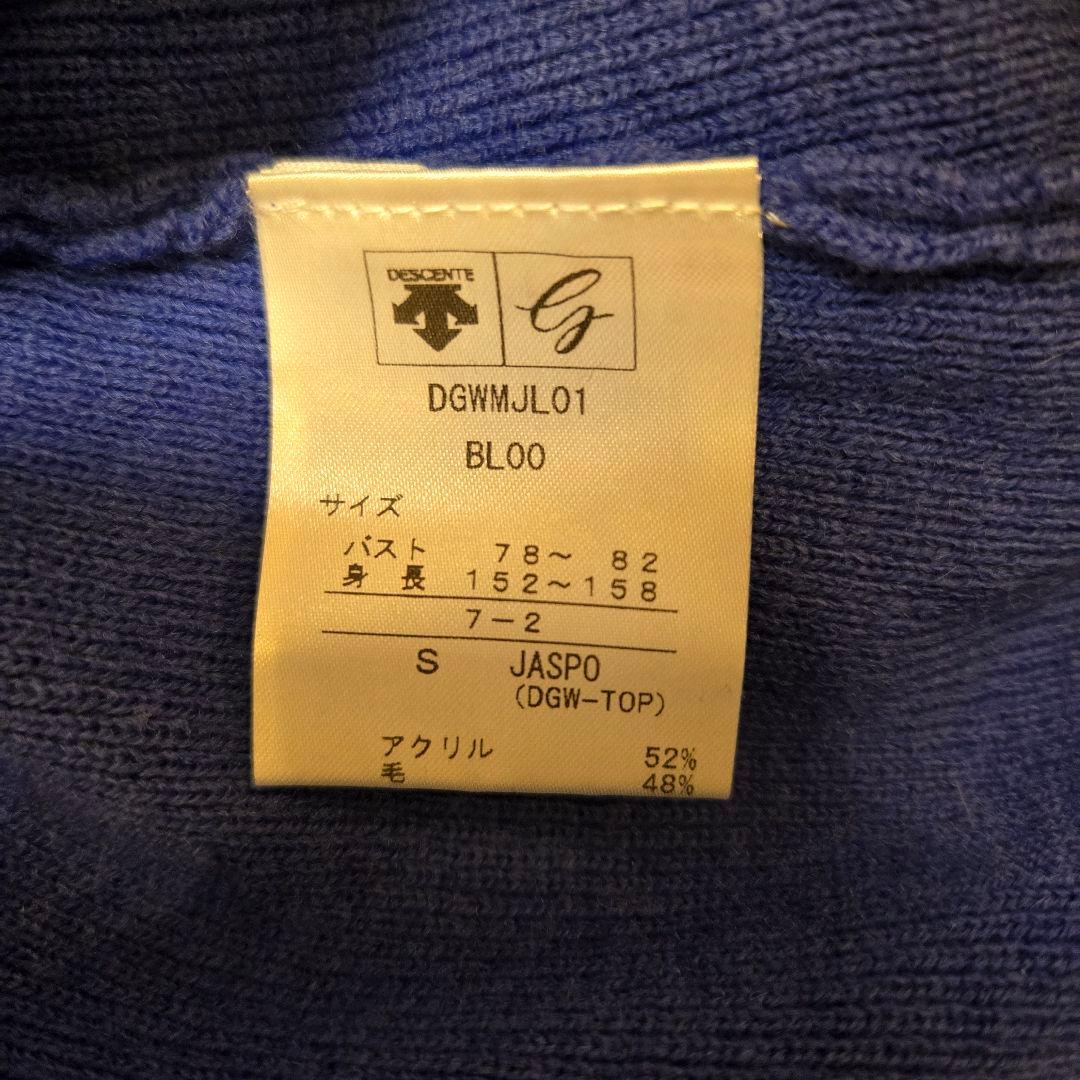 DESCENTE
G
DGWMJL01
BL00
サイズ
バスト 78～ 82
身 長 152～158
7－2
S JASPO
(DGW-TOP)
アクリル 52%
毛 48%